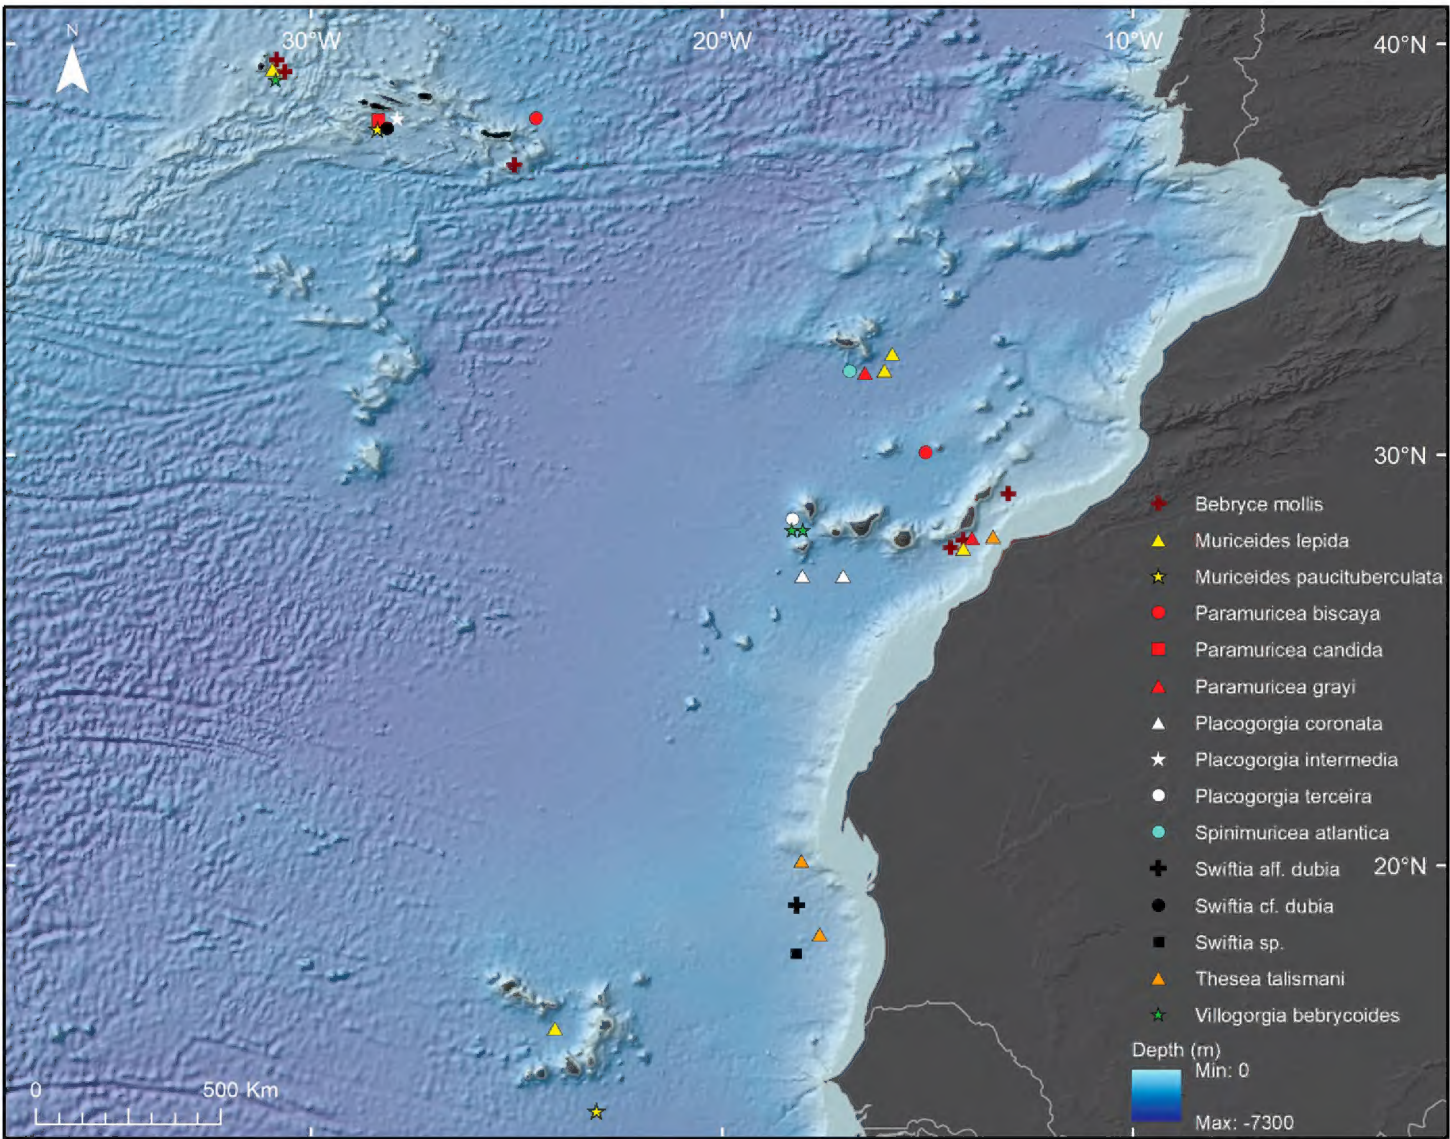 N
30°W
20°W
10°W
40°N
30°N
Bebryce mollis
Muriceides lepida
Muriceides paucituberculata
Paramuricea biscaya
Paramuricea candida
Paramuricea grayi
Placogorgia coronata
Placogorgia intermedia
Placogorgia terceira
Spinimuricea atlantica
Swiftia aff. dubia
20°N
Swiftia cf. dubia
Swiftia sp.
Thesea talismani
Villogorgia bebrycoides
Depth (m)
Min: 0
Max: -7300
0 500 Km